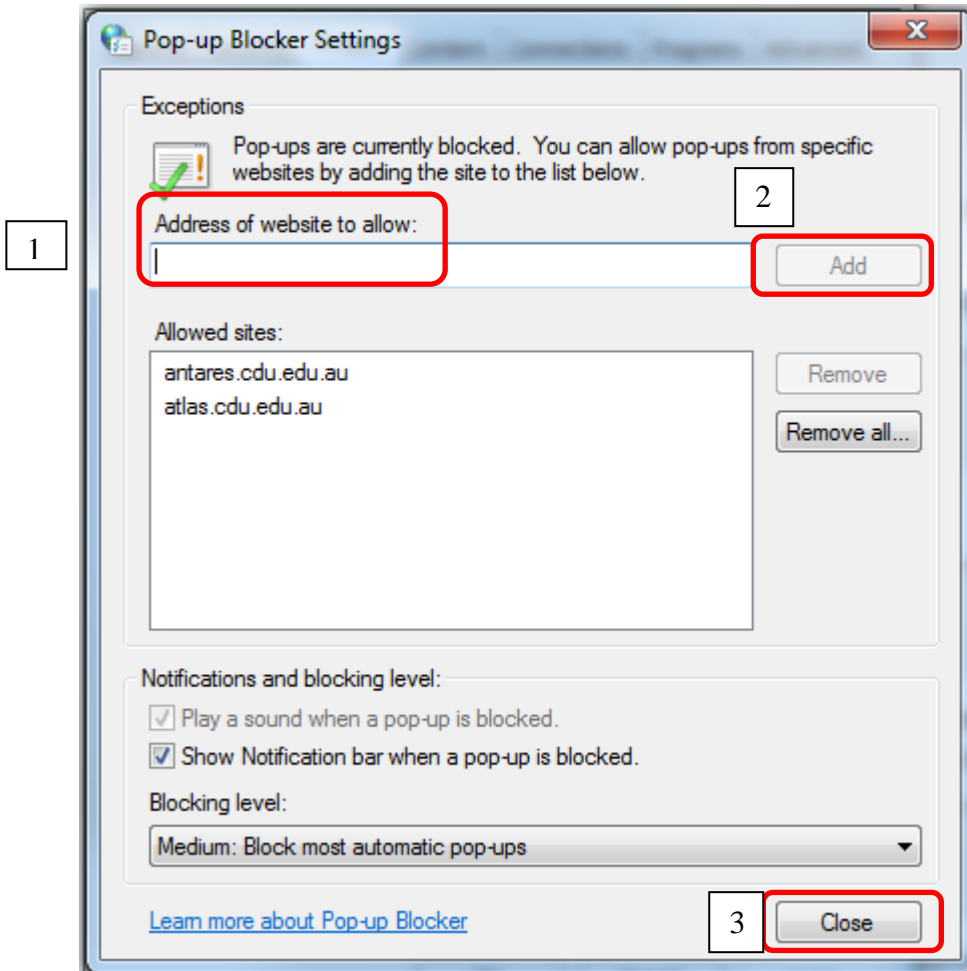 Pop-up Blocker Settings
Exceptions
Pop-ups are currently blocked. You can allow pop-ups from specific
websites by adding the site to the list below.
2
Address of website to allow:
1
Add
Allowed sites:
antares.cdu.edu.au
atlas.cdu.edu.au
Remove
Remove all...
Notifications and blocking level:
Play a sound when a pop-up is blocked.
Show Notification bar when a pop-up is blocked.
Blocking level:
Medium: Block most automatic pop-ups
Learn more about Pop-up Blocker
3
Close